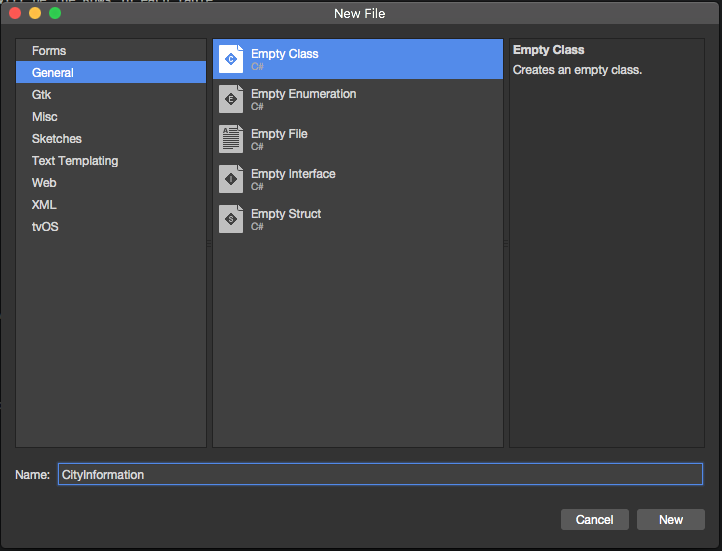 New File
Forms
General
Gtk
Misc
Sketches
Text Templating
Web
XML
tvOS
Empty Class
C#
Empty Enumeration
C#
Empty File
C#
Empty Interface
C#
Empty Struct
C#
Empty Class
Creates an empty class.
Name: CityInformation
Cancel New